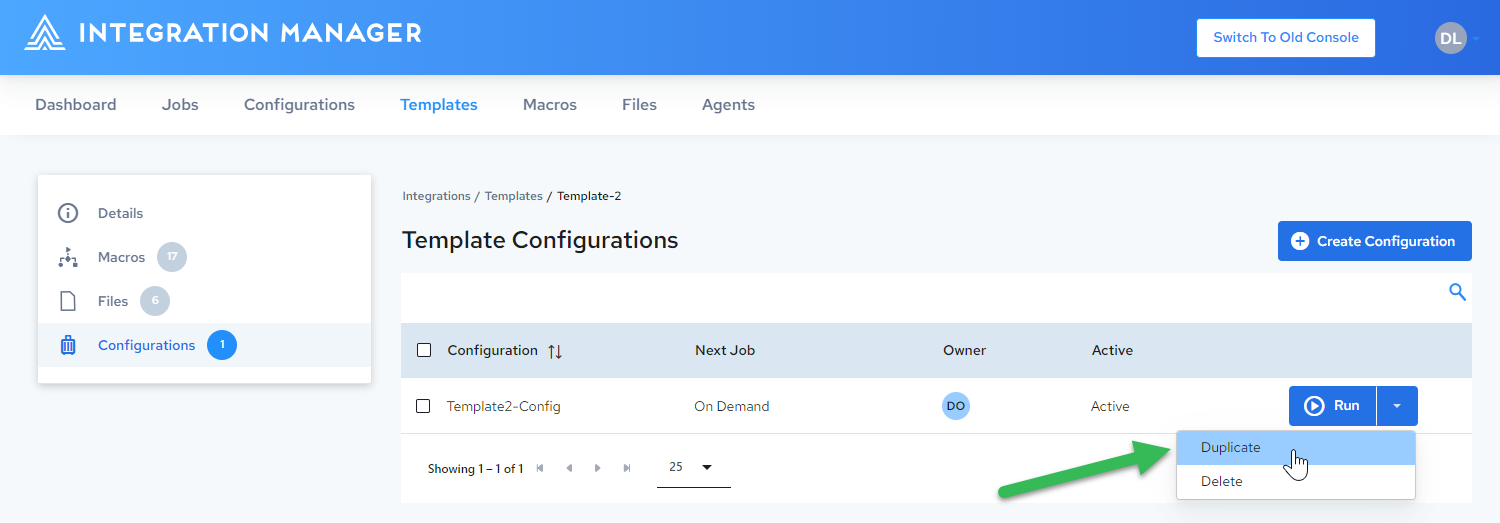 INTEGRATION MANAGER
Switch To Old Console
DL
Dashboard Jobs Configurations Templates Macros Files Agents
Details
Macros 17
Files 6
Configurations 1
Integrations / Templates / Template-2
Template Configurations
Create Configuration
Configuration Next Job Owner Active
Template2-Config On Demand DO Active Run
Duplicate
Delete
Showing 1 – 1 of 1 25